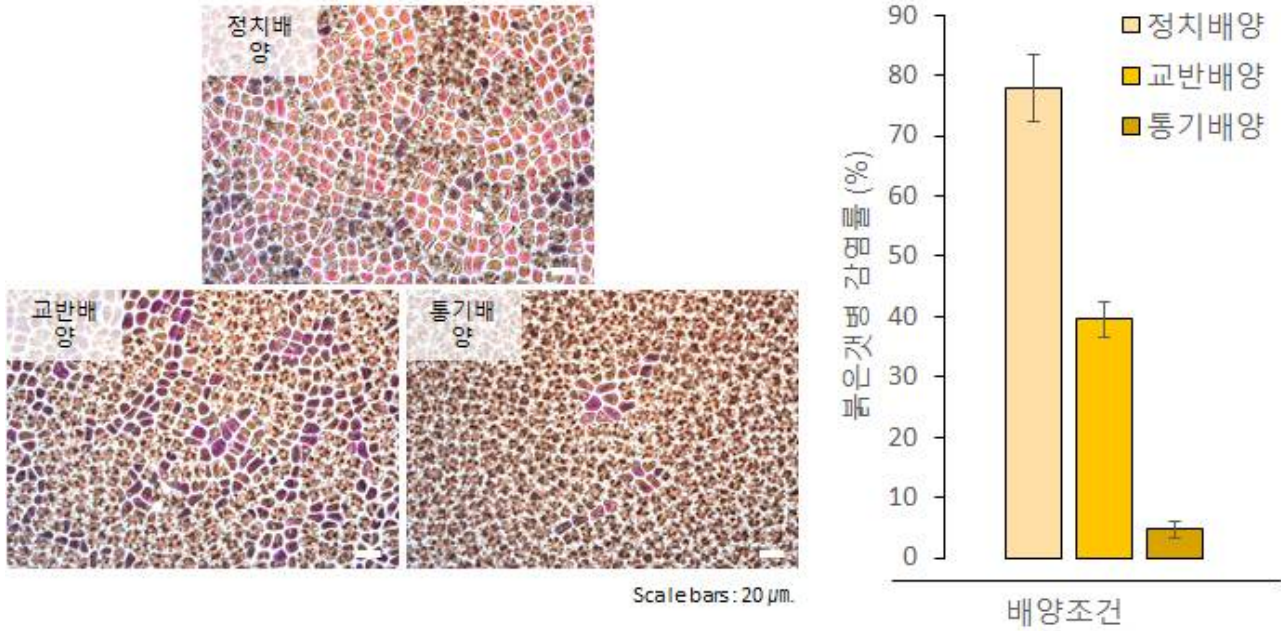 정치배
양
교반배
양
통기배
양
Scale bars: 20 μm.
90
80
70
60
50
40
30
20
10
0
붉은갯병 감염률 (%)
정치배양
교반배양
통기배양
배양조건